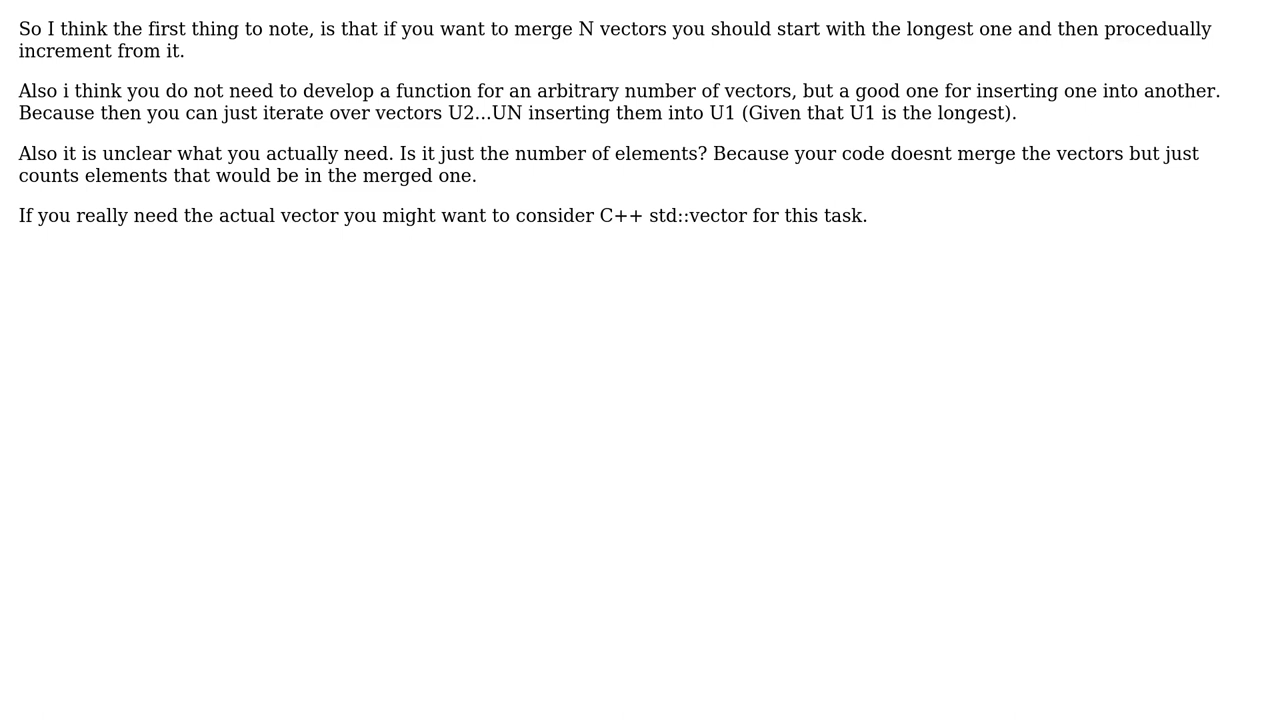 So I think the first thing to note, is that if you want to merge N vectors you should start with the longest one and then procedually
increment from it.
Also i think you do not need to develop a function for an arbitrary number of vectors, but a good one for inserting one into another.
Because then you can just iterate over vectors U2...UN inserting them into U1 (Given that U1 is the longest).
Also it is unclear what you actually need. Is it just the number of elements? Because your code doesnt merge the vectors but just
counts elements that would be in the merged one.
If you really need the actual vector you might want to consider C++ std::vector for this task.